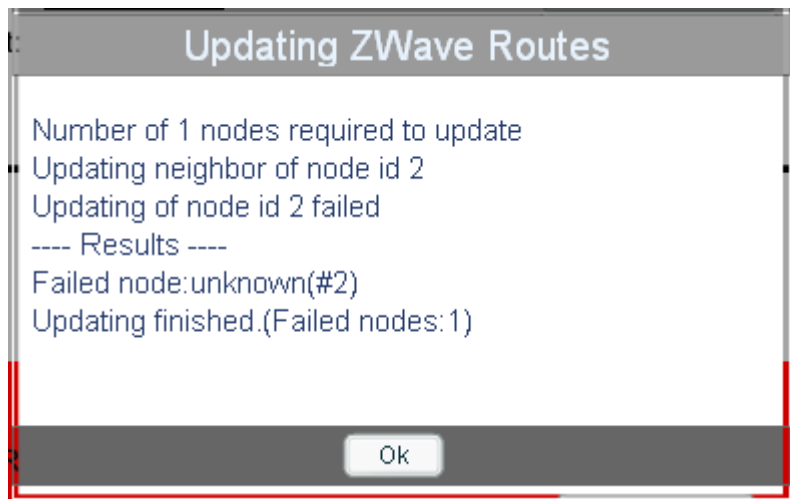 Updating ZWave Routes
Number of 1 nodes required to update
Updating neighbor of node id 2
Updating of node id 2 failed
---- Results ----
Failed node:unknown(#2)
Updating finished.(Failed nodes:1)
Ok